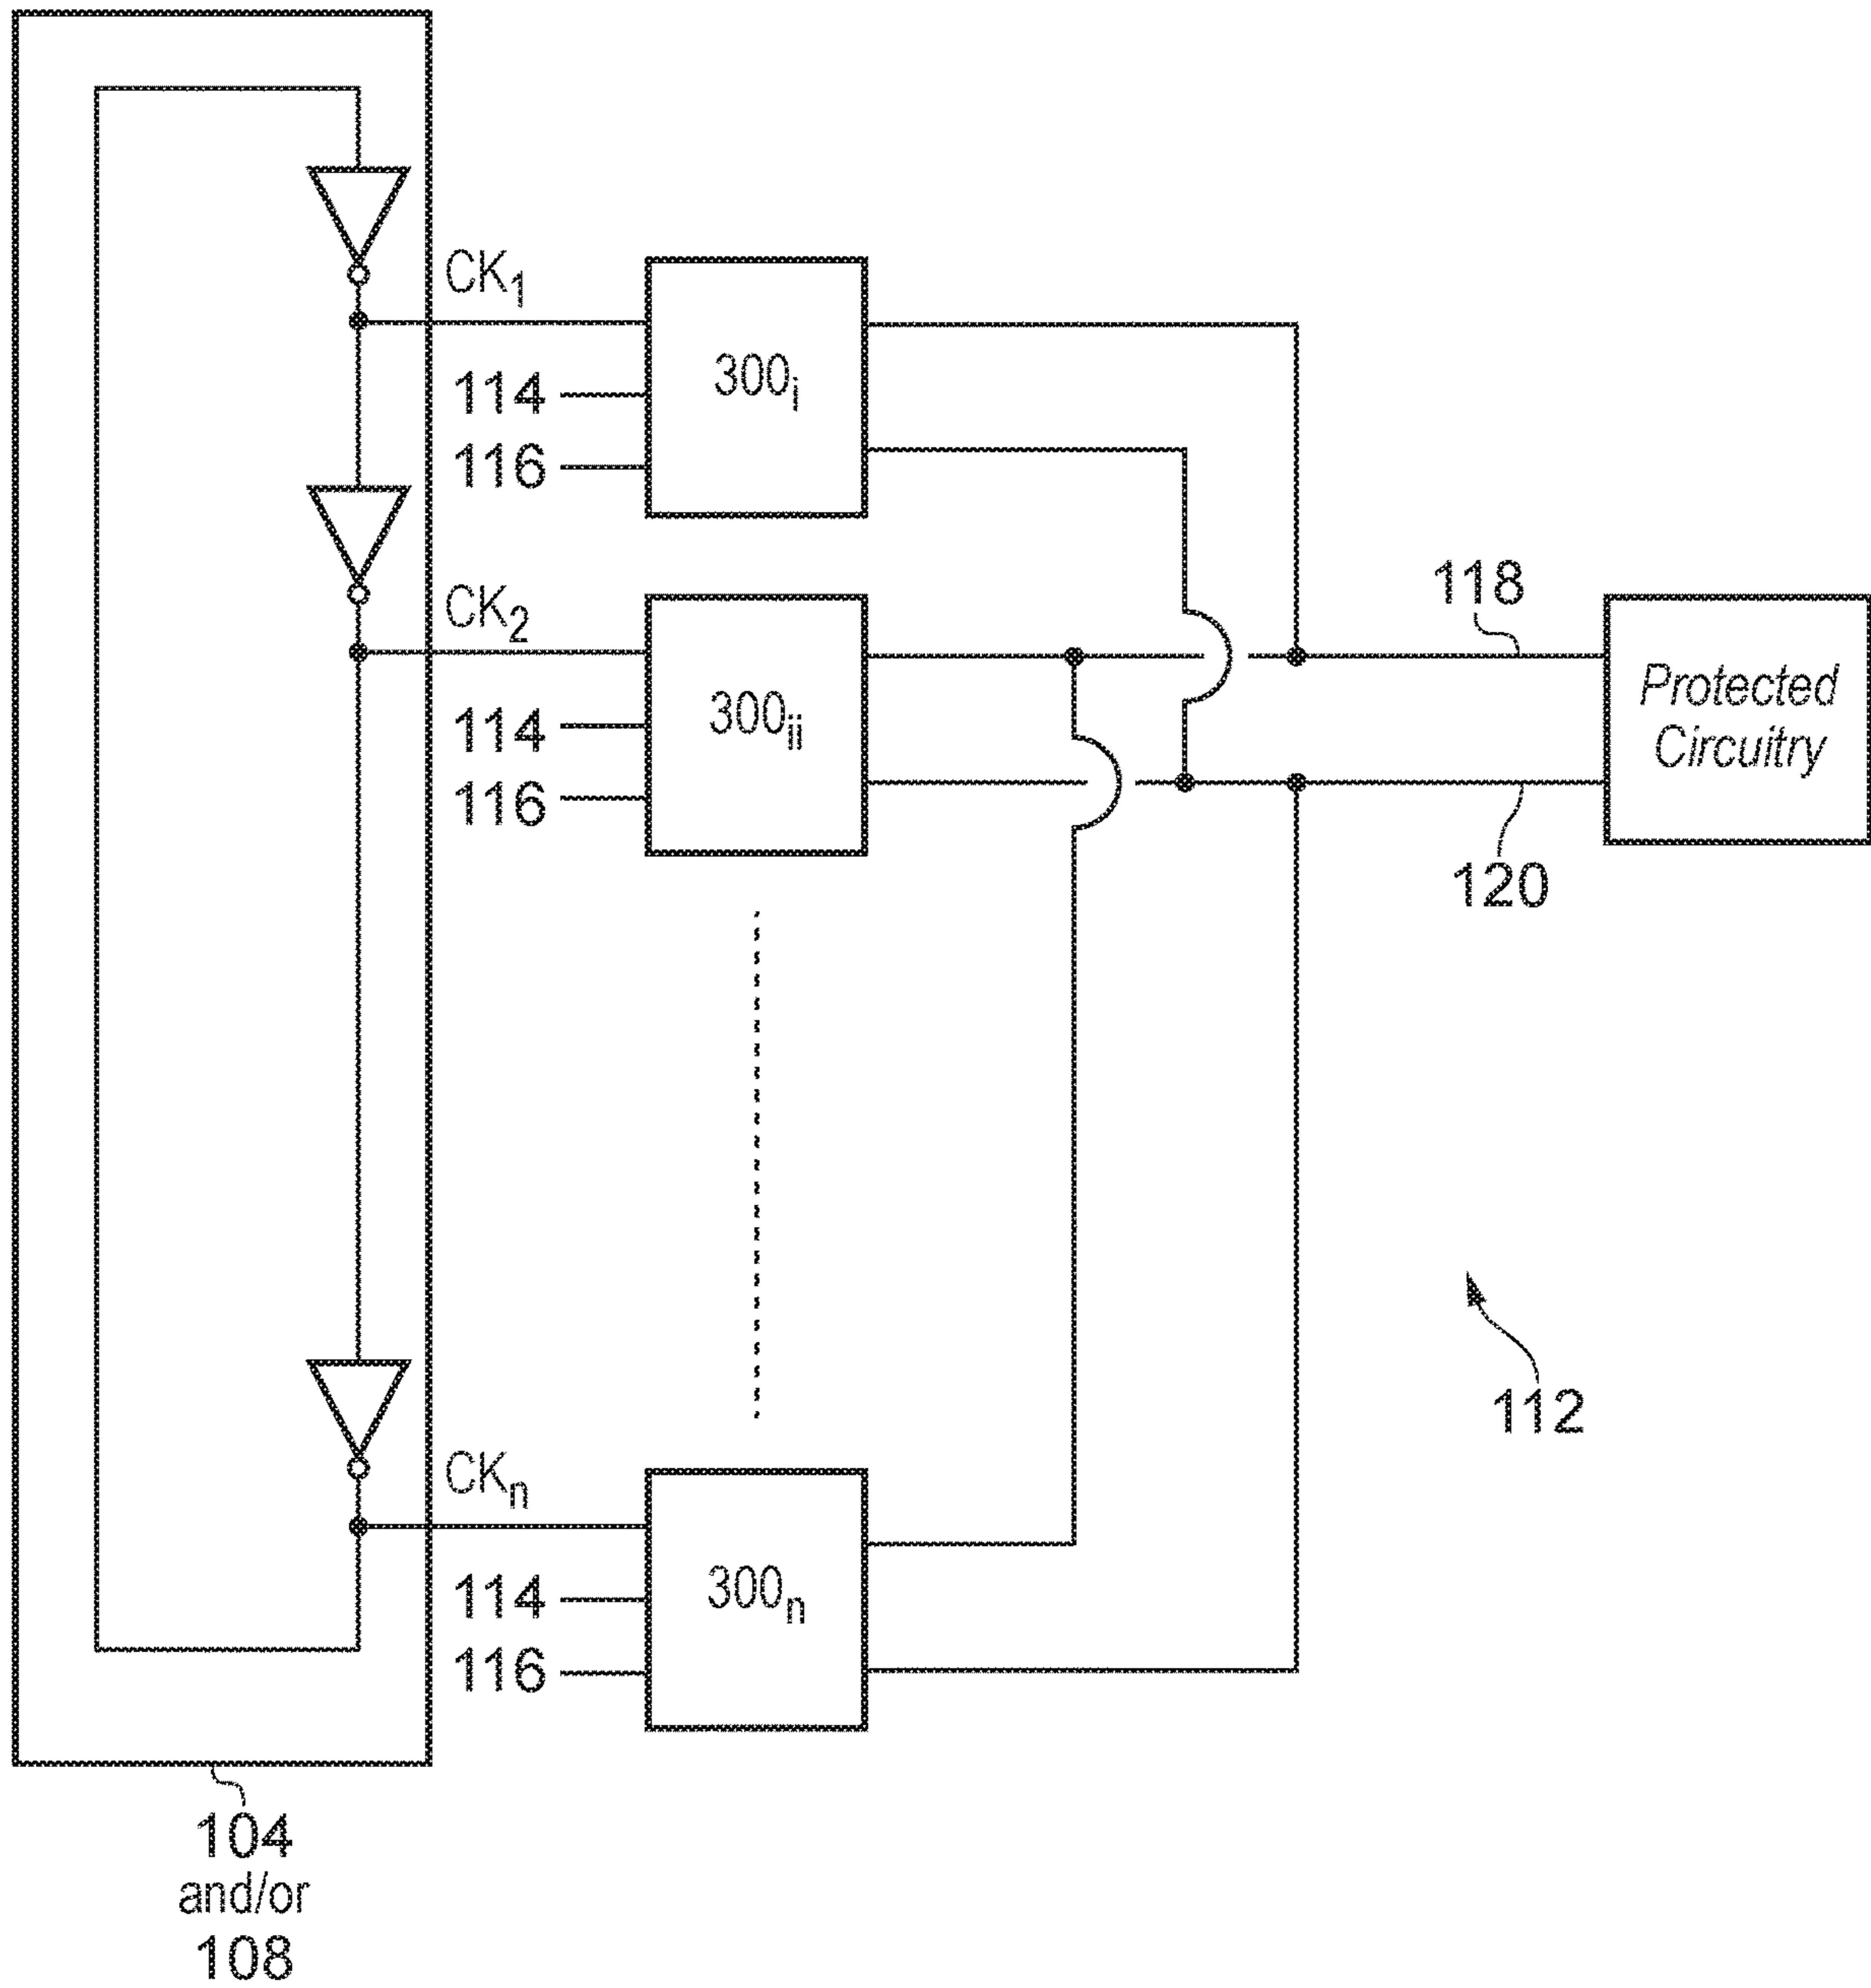 CK1
300i
114
116
118
CK2
300ii
Protected
Circuitry
114
116
120
112
CKn
300n
114
116
104
and/or
108